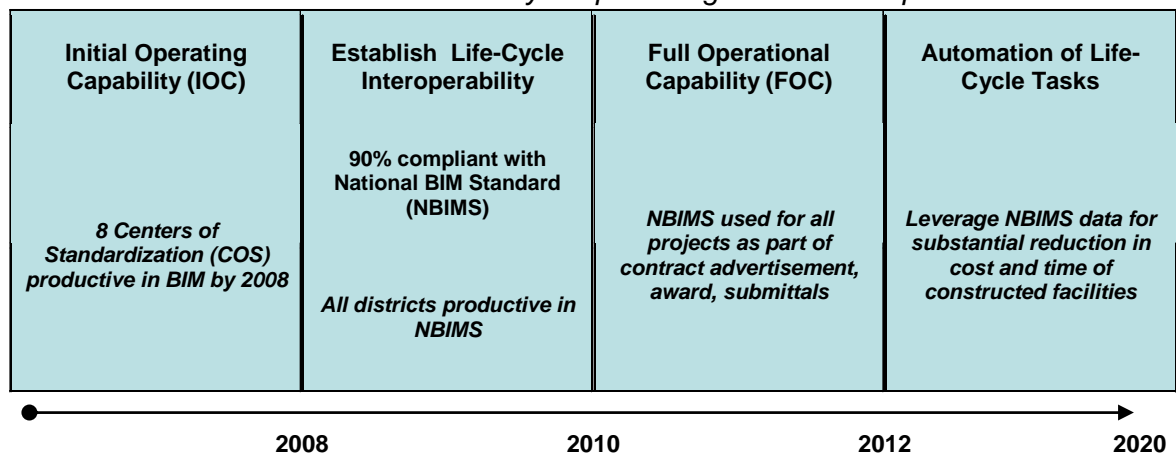 Initial Operating
Capability (IOC)
8 Centers of
Standardization (COS)
productive in BIM by 2008
Establish Life-Cycle
Interoperability
90% compliant with
National BIM Standard
(NBIMS)
All districts productive in
NBIMS
Full Operational
Capability (FOC)
NBIMS used for all
projects as part of
contract advertisement,
award, submittals
Automation of Life-
Cycle Tasks
Leverage NBIMS data for
substantial reduction in
cost and time of
constructed facilities
2008 2010 2012 2020